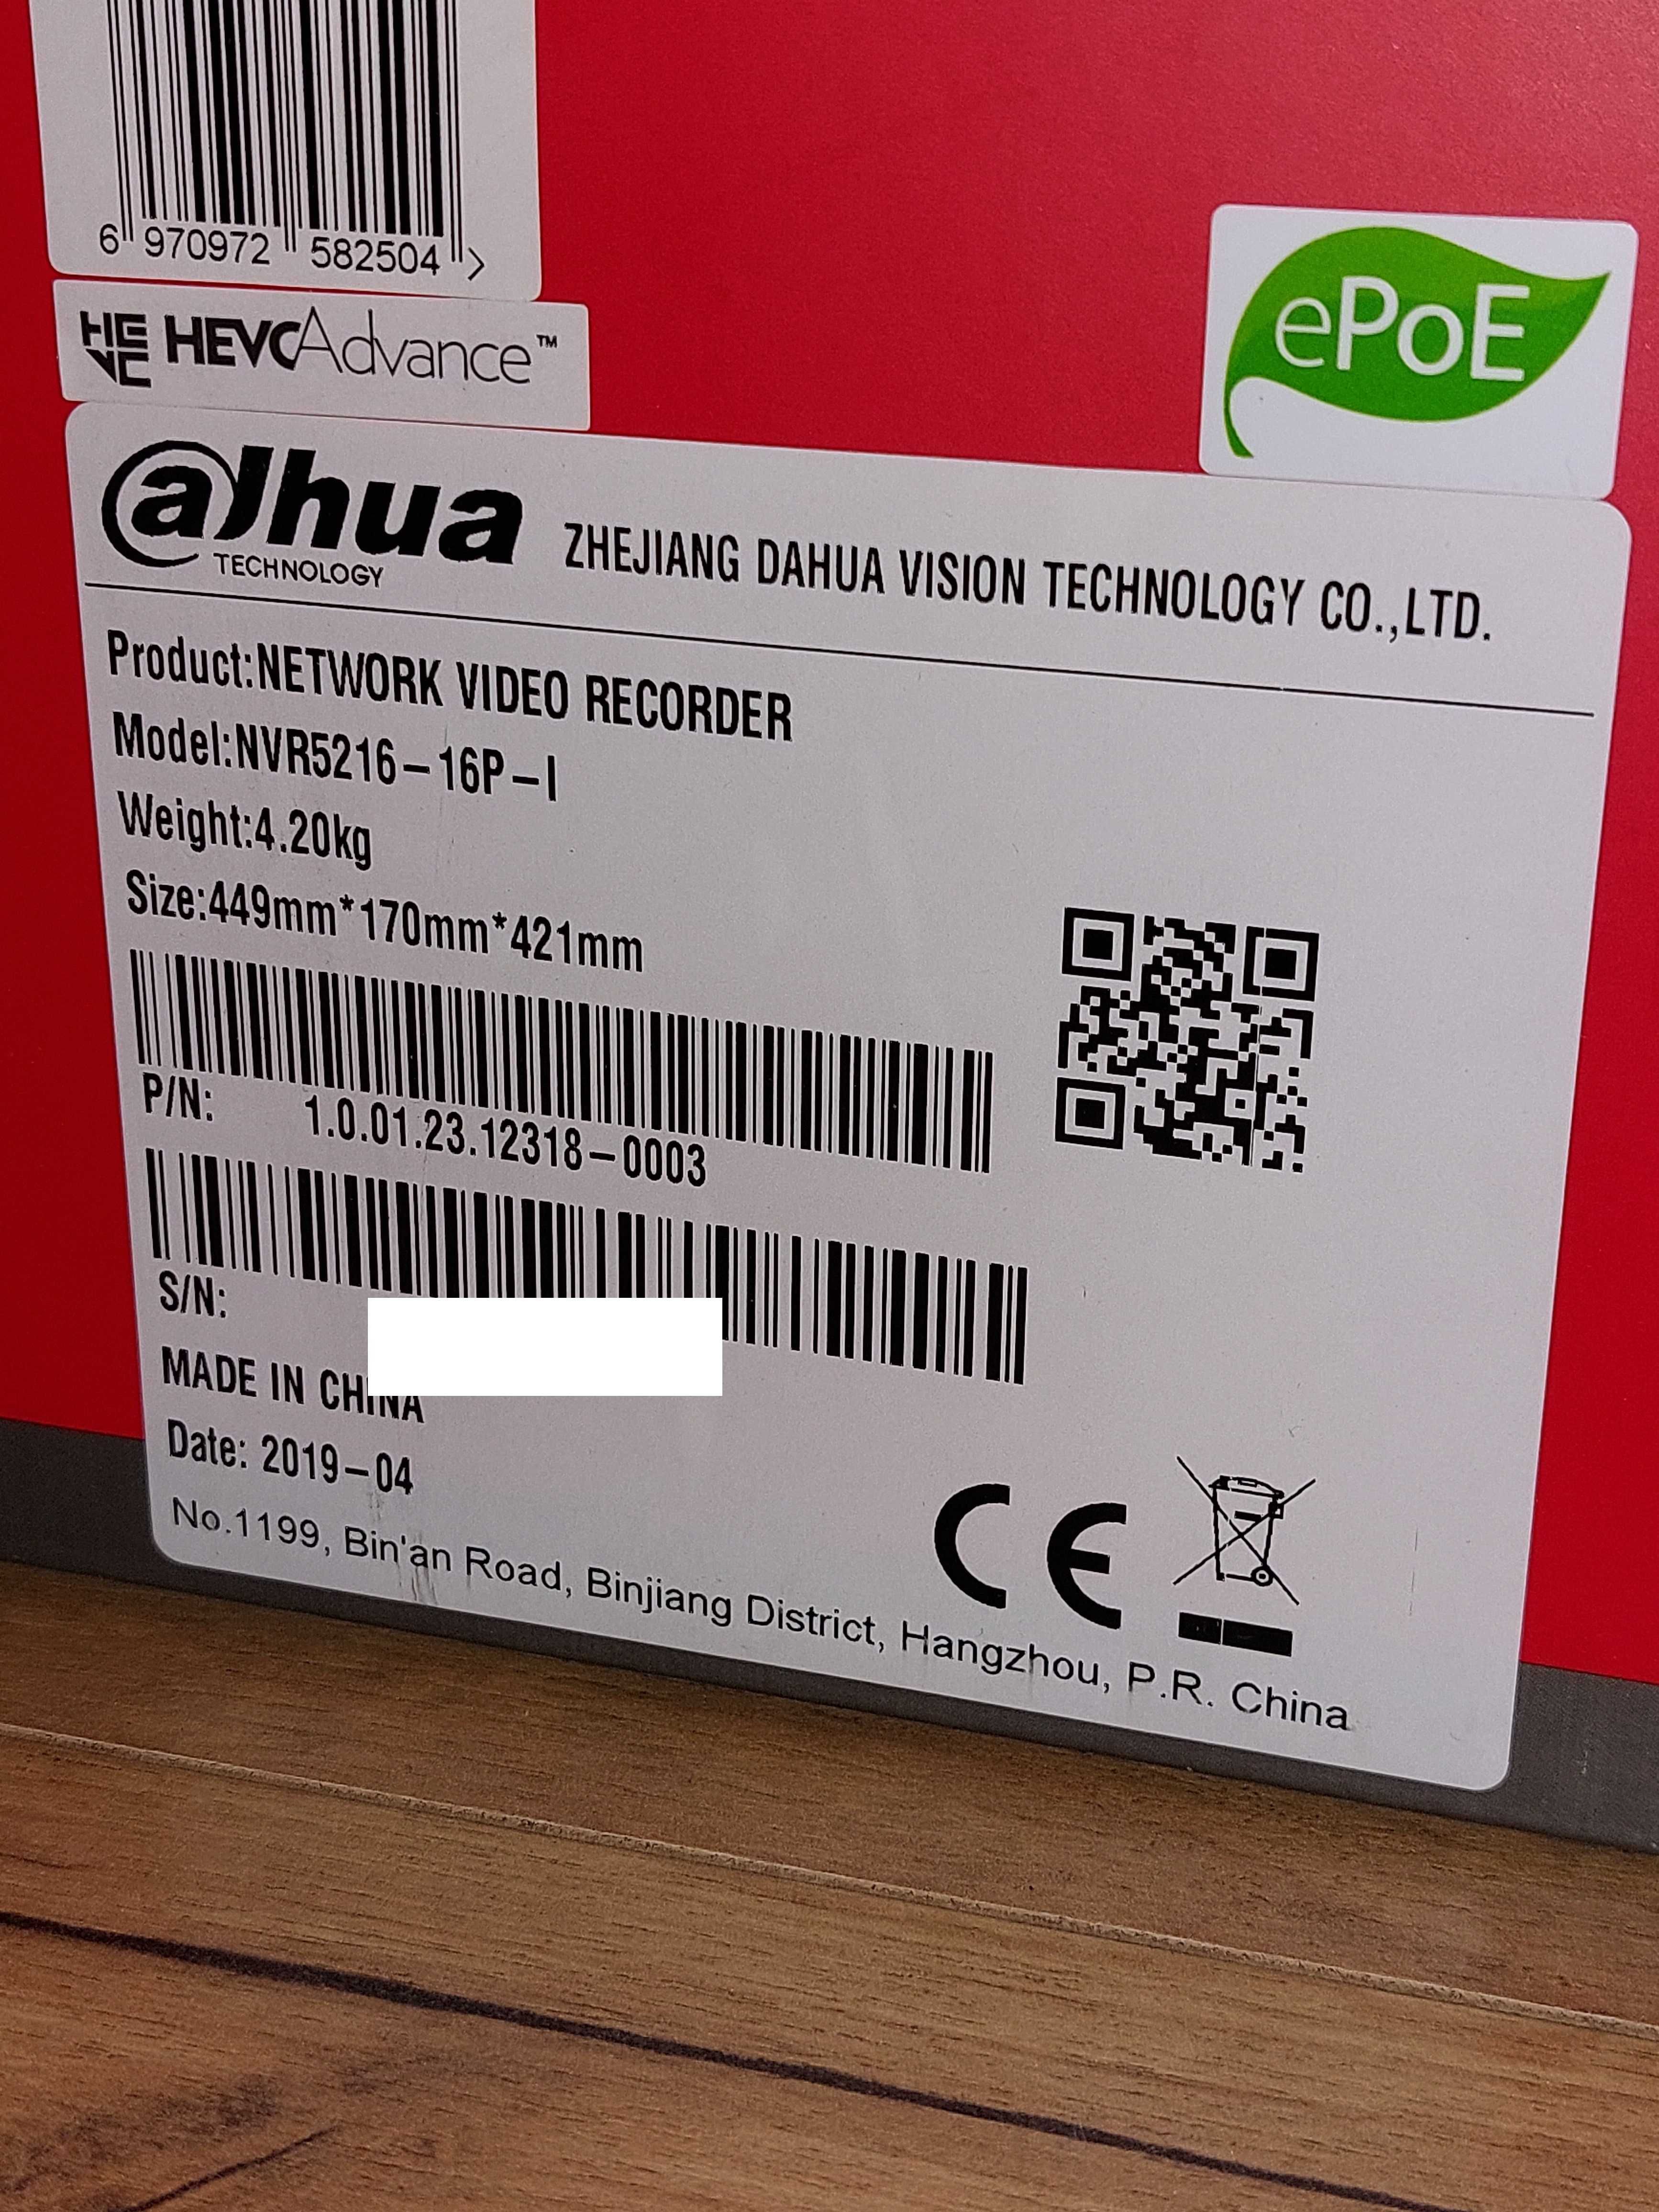 6 970972 582504 >
HEVC HEVCAdvance™
ePoE
alhua
TECHNOLOGY
ZHEJIANG DAHUA VISION TECHNOLOGY CO.,LTD.
Product:NETWORK VIDEO RECORDER
Model:NVR5216-16P-I
Weight:4.20kg
Size:449mm*170mm*421mm
P/N: 1.0.01.23.12318-0003
S/N:
MADE IN CHINA
Date: 2019-04
CE
No.1199, Bin'an Road, Binjiang District, Hangzhou, P.R. China